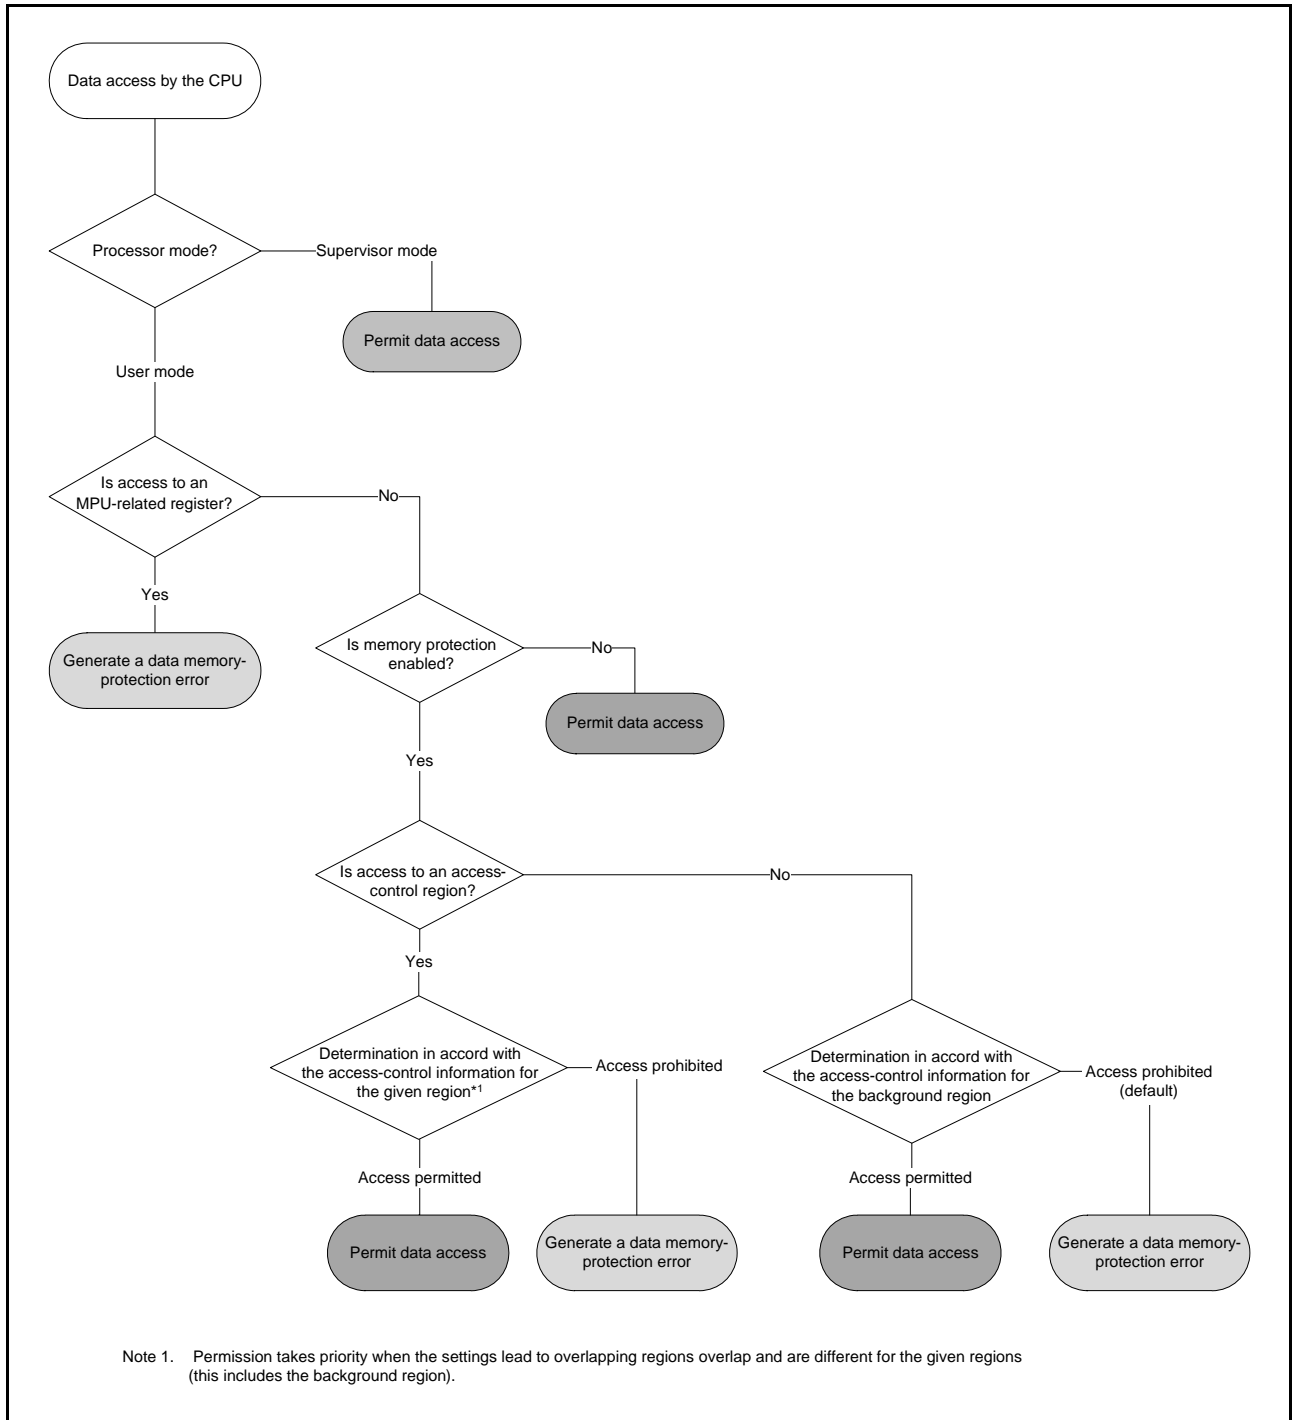 Data access by the CPU
Processor mode?
Supervisor mode
Permit data access
User mode
Is access to an
MPU-related register?
No
Yes
Generate a data memory-
protection error
Is memory protection
enabled?
No
Permit data access
Yes
Is access to an access-
control region?
No
Yes
Determination in accord with
the access-control information for
the given region*1
Access prohibited
Determination in accord with
the access-control information for
the background region
Access prohibited
(default)
Access permitted
Access permitted
Permit data access
Generate a data memory-
protection error
Permit data access
Generate a data memory-
protection error
Note 1. Permission takes priority when the settings lead to overlapping regions overlap and are different for the given regions
(this includes the background region).